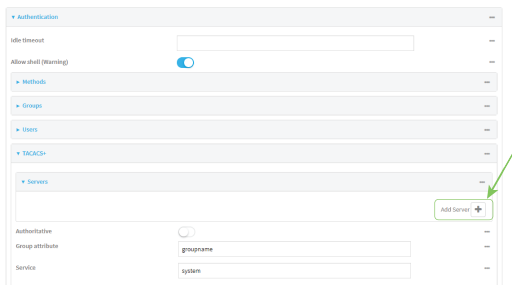 Authentication
Idle timeout
Allow shell (Warning)
Methods
Groups
Users
TACACS+
Servers
Add Server
Authoritative
Group attribute groupname
Service system